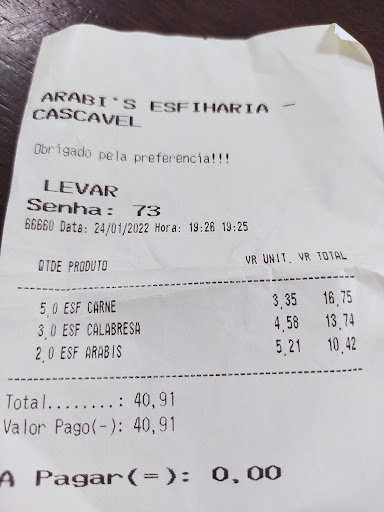 ARABI'S ESFIHARIA -
CASCAVEL
Obrigado pela preferencia!!!
LEVAR
Senha: 73
66660 Data: 24/01/2022 Hora: 19:26 19:25
QTDE PRODUTO VR UNIT. VR TOTAL
5,0 ESF CARNE 3,35 16,75
3,0 ESF CALABRESA 4,58 13,74
2,0 ESF ARABIS 5,21 10,42
Total........: 40,91
Valor Pago(-): 40,91
A Pagar(=): 0,00